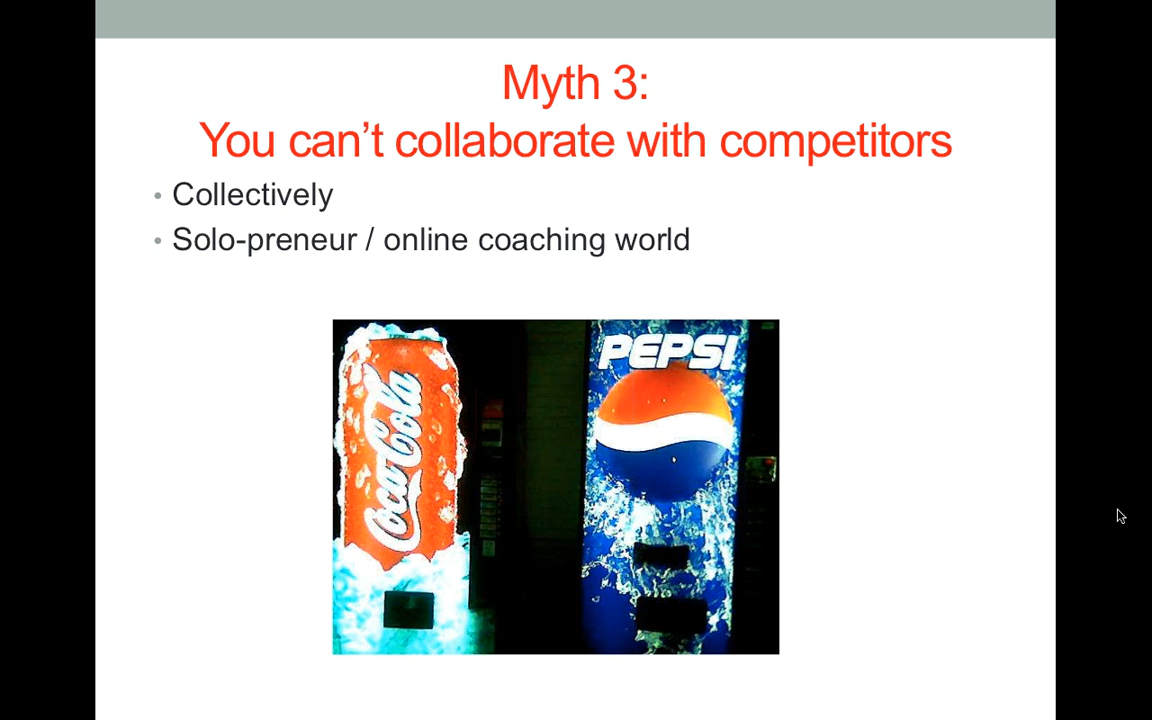 Myth 3:
You can’t collaborate with competitors
• Collectively
• Solo-preneur / online coaching world
Coca-Cola
PEPSI